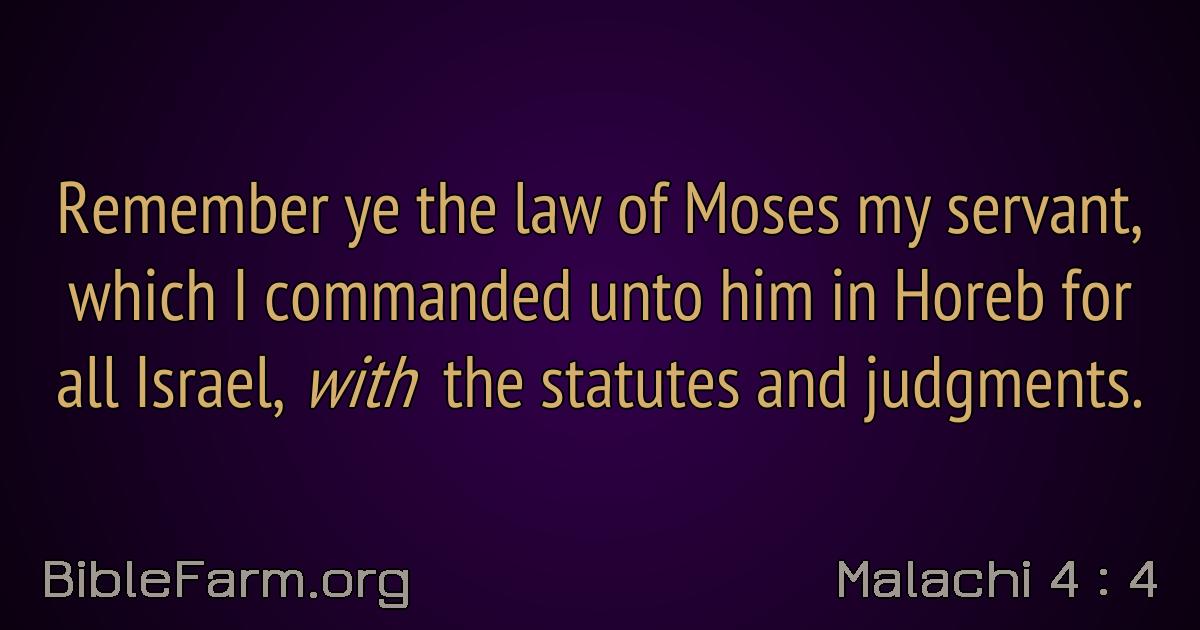 Remember ye the law of Moses my servant,
which I commanded unto him in Horeb for
all Israel, with the statutes and judgments.
BibleFarm.org
Malachi 4 : 4